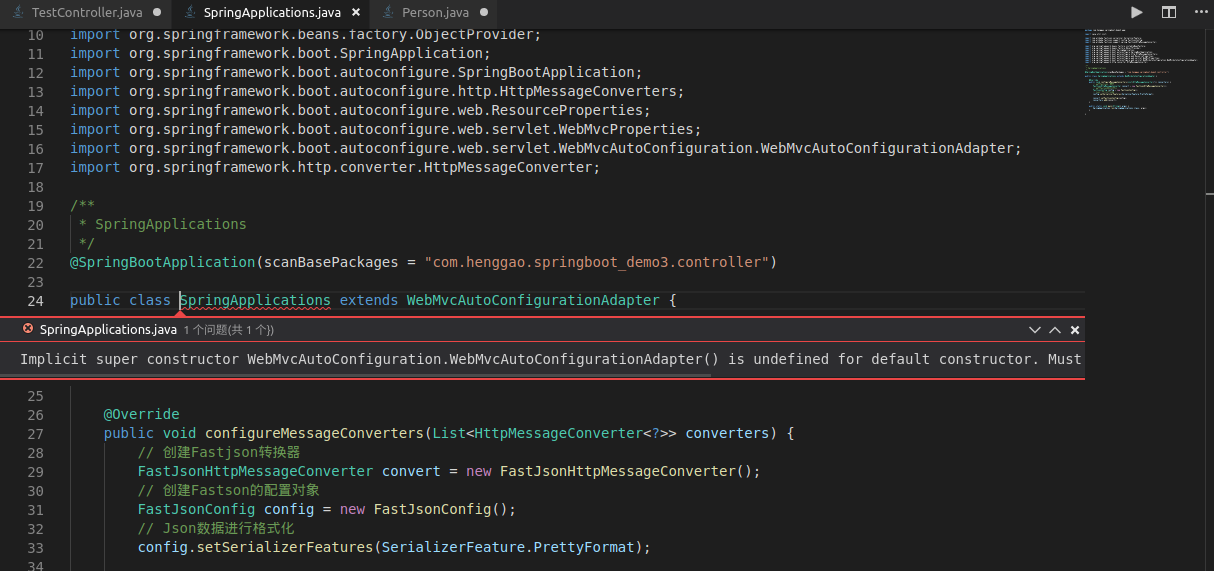 TestController.java
SpringApplications.java
Person.java
10 import org.springframework.beans.factory.ObjectProvider;
11 import org.springframework.boot.SpringApplication;
12 import org.springframework.boot.autoconfigure.SpringBootApplication;
13 import org.springframework.boot.autoconfigure.http.HttpMessageConverters;
14 import org.springframework.boot.autoconfigure.web.ResourceProperties;
15 import org.springframework.boot.autoconfigure.web.servlet.WebMvcProperties;
16 import org.springframework.boot.autoconfigure.web.servlet.WebMvcAutoConfiguration.WebMvcAutoConfigurationAdapter;
17 import org.springframework.http.converter.HttpMessageConverter;
18
19 /**
20 * SpringApplications
21 */
22 @SpringBootApplication(scanBasePackages = "com.henggao.springboot_demo3.controller")
23
24 public class SpringApplications extends WebMvcAutoConfigurationAdapter {
SpringApplications.java 1 个问题(共 1 个})
Implicit super constructor WebMvcAutoConfiguration.WebMvcAutoConfigurationAdapter() is undefined for default constructor. Must
25
26 @Override
27 public void configureMessageConverters(List<HttpMessageConverter<?>> converters) {
28 // 创建Fastjson转换器
29 FastJsonHttpMessageConverter convert = new FastJsonHttpMessageConverter();
30 // 创建Fastson的配置对象
31 FastJsonConfig config = new FastJsonConfig();
32 // Json数据进行格式化
33 config.setSerializerFeatures(SerializerFeature.PrettyFormat);
34